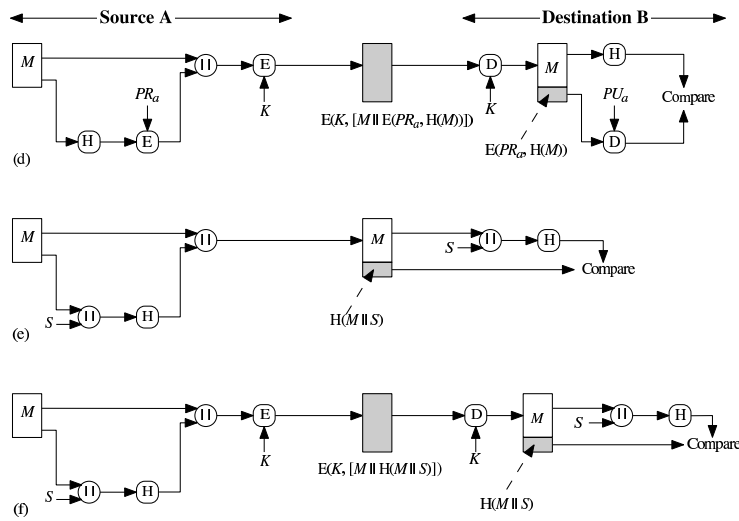 Source A Destination B
M || E D M H
PRa K K PUa Compare
H E E(K, [M || E(PRa, H(M))]) D
E(PRa, H(M))
(d)
M || M || H
S Compare
S || H H(M || S)
(e)
M || E D M || H
K K S Compare
S || H E(K, [M || H(M || S)]) H(M || S)
(f)